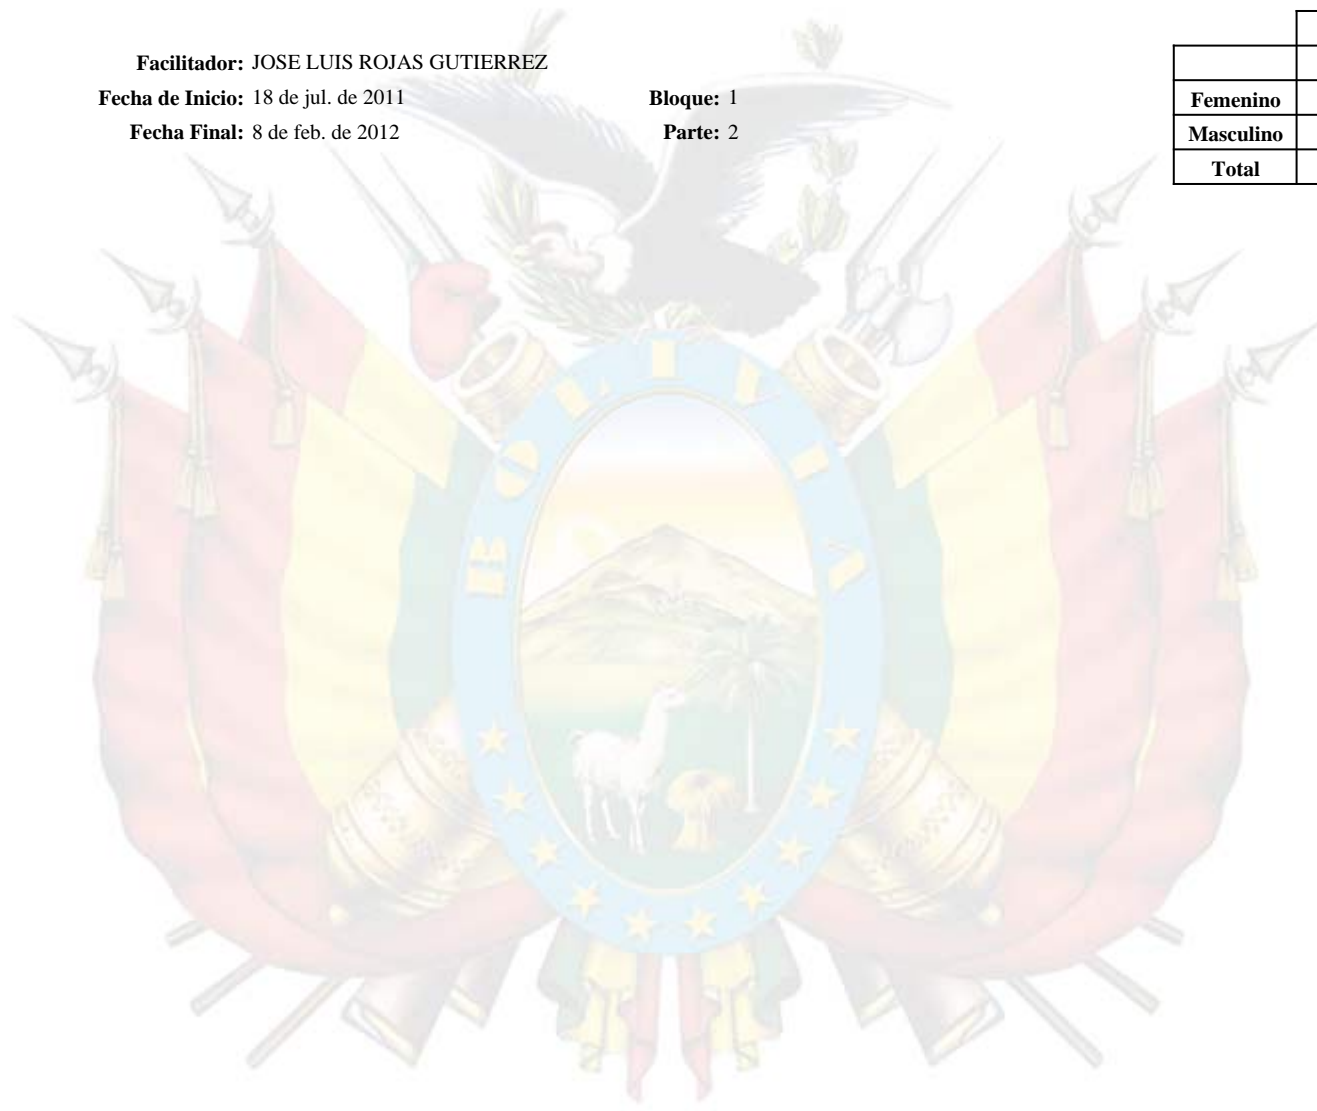 Facilitador: JOSE LUIS ROJAS GUTIERREZ
Fecha de Inicio: 18 de jul. de 2011
Bloque: 1
Fecha Final: 8 de feb. de 2012
Parte: 2
Femenino
Masculino
Total
BOLIVIA